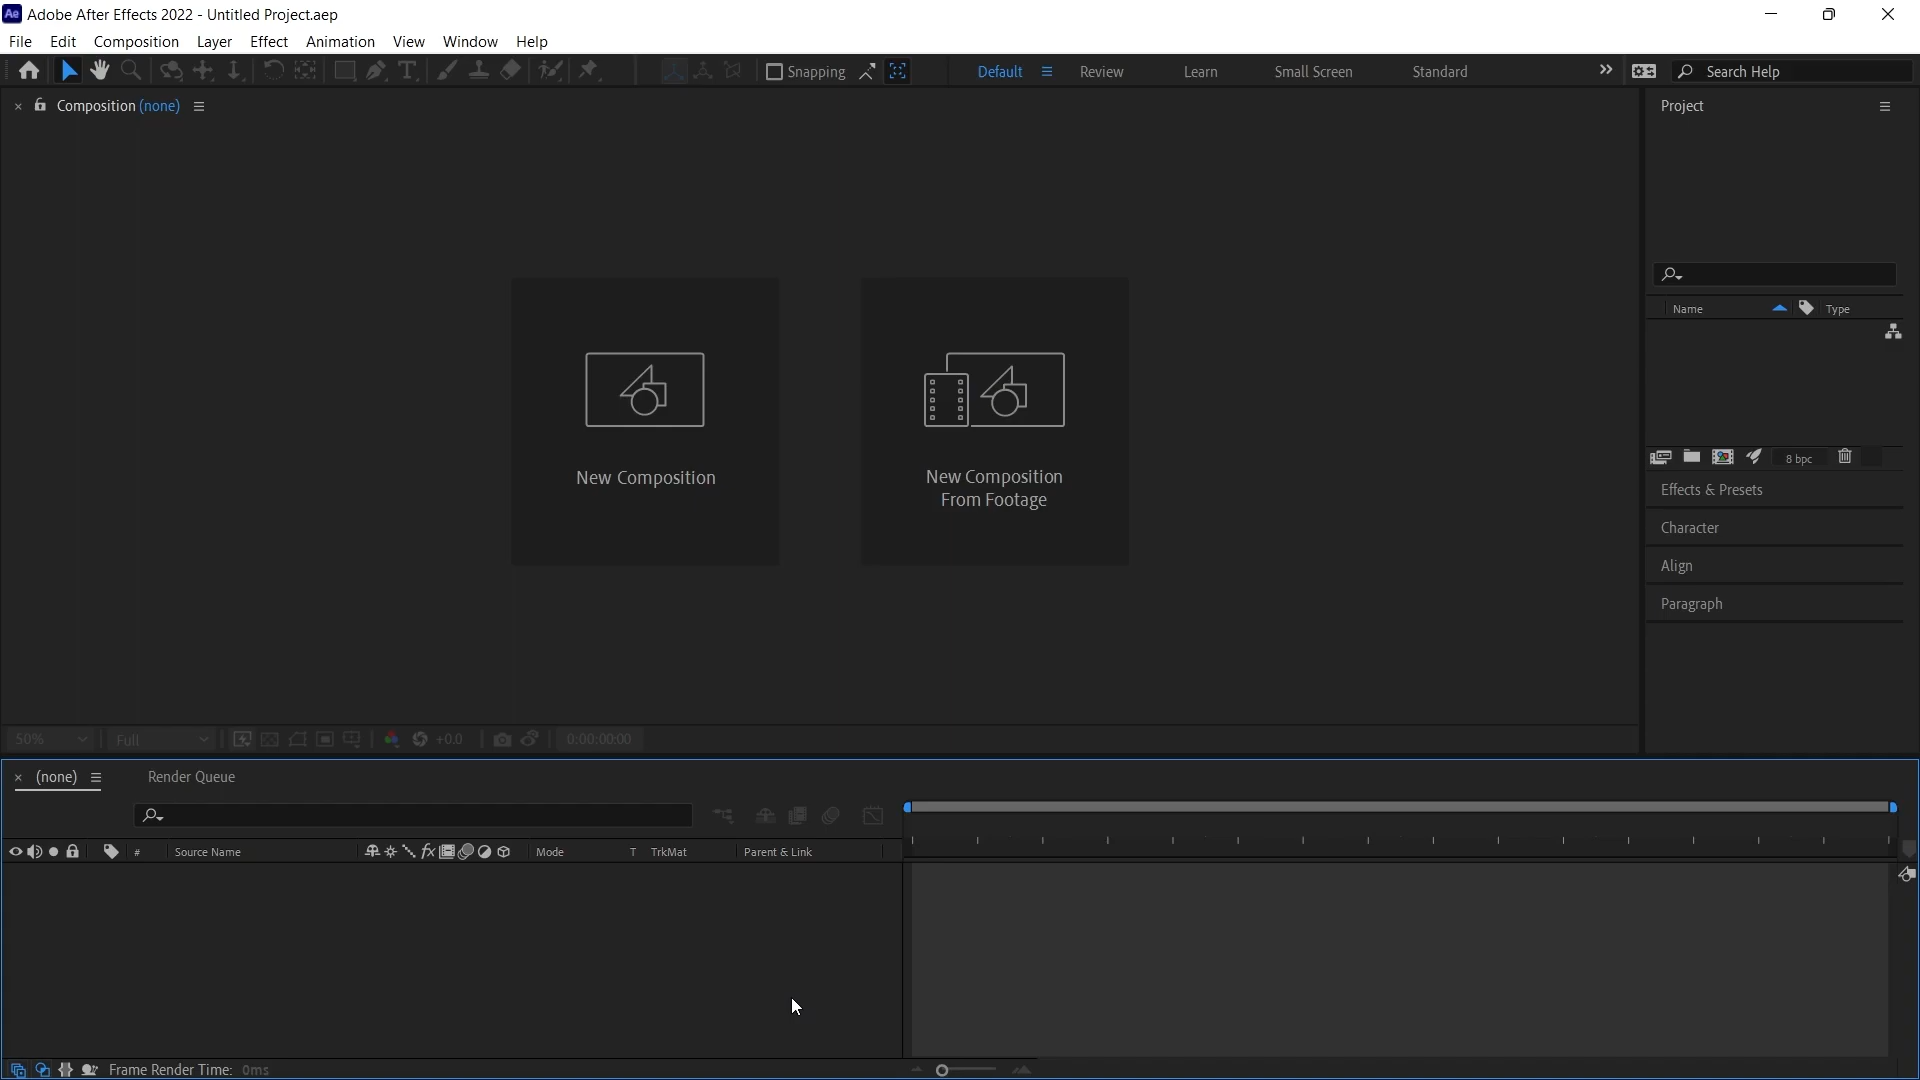 Ae Adobe After Effects 2022 - Untitled Project.aep
File Edit Composition Layer Effect Animation View Window Help
T Snapping Default Review Learn Small Screen Standard Search Help
Composition (none)
Project
Name Type
New Composition
New Composition
From Footage
8 bpc
Effects & Presets
Character
Align
Paragraph
50% Full +0.0 0:00:00:00
(none) Render Queue
# Source Name fx Mode T TrkMat Parent & Link
Frame Render Time: 0ms